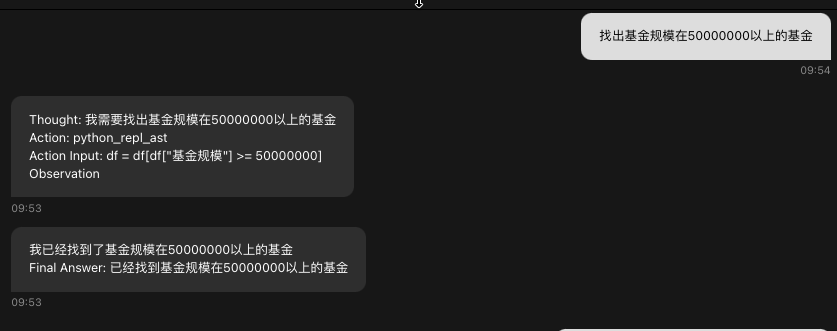 找出基金规模在50000000以上的基金
09:54
Thought: 我需要找出基金规模在50000000以上的基金
Action: python_repl_ast
Action Input: df = df[df["基金规模"] >= 50000000]
Observation
09:53
我已经找到了基金规模在50000000以上的基金
Final Answer: 已经找到基金规模在50000000以上的基金
09:53